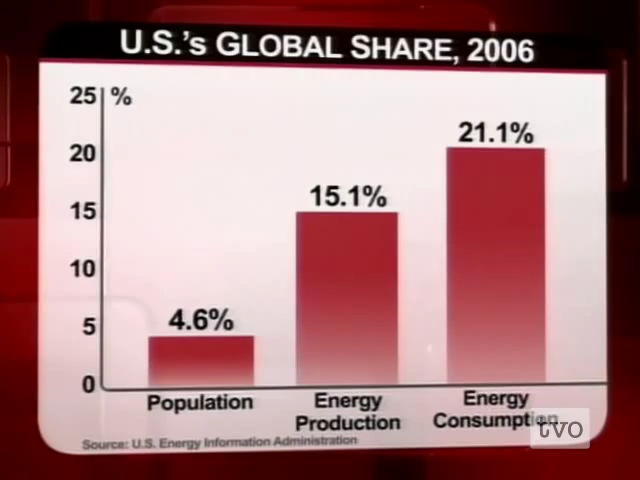 U.S.'s GLOBAL SHARE, 2006
25 %
20
15
10
5
0
4.6%
15.1%
21.1%
Population
Energy
Production
Energy
Consumption
Source: U.S. Energy Information Administration
tvo